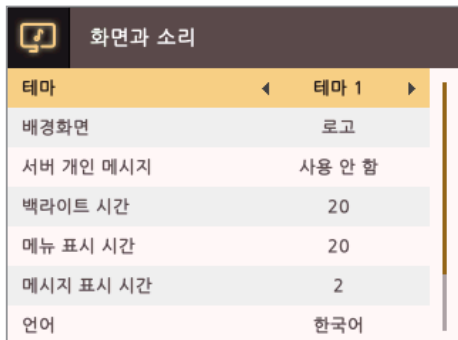 화면과 소리
테마 테마 1
배경화면 로고
서버 개인 메시지 사용 안 함
백라이트 시간 20
메뉴 표시 시간 20
메시지 표시 시간 2
언어 한국어